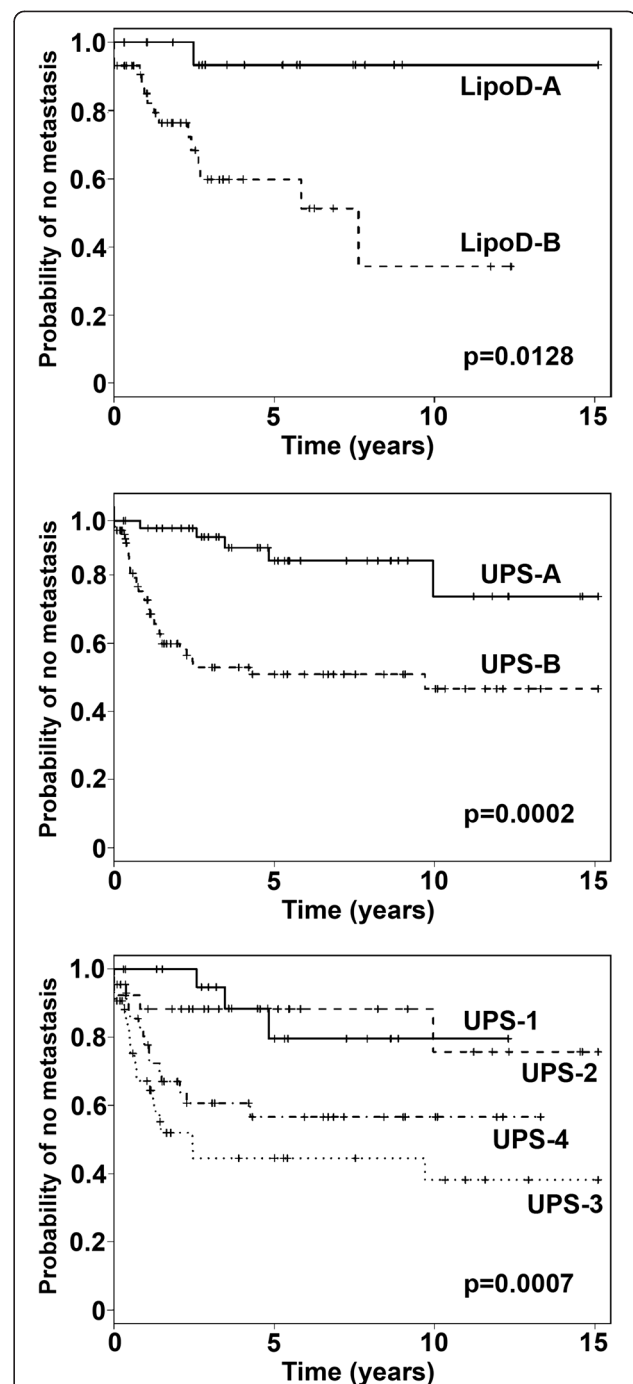 Probability of no metastasis
1.0
0.8
0.6
0.4
0.2
0
LipoD-A
LipoD-B
p=0.0128
0 5 10 15
Time (years)
Probability of no metastasis
1.0
0.8
0.6
0.4
0.2
0
UPS-A
UPS-B
p=0.0002
0 5 10 15
Time (years)
Probability of no metastasis
1.0
0.8
0.6
0.4
0.2
0
UPS-1
UPS-2
UPS-4
UPS-3
p=0.0007
0 5 10 15
Time (years)